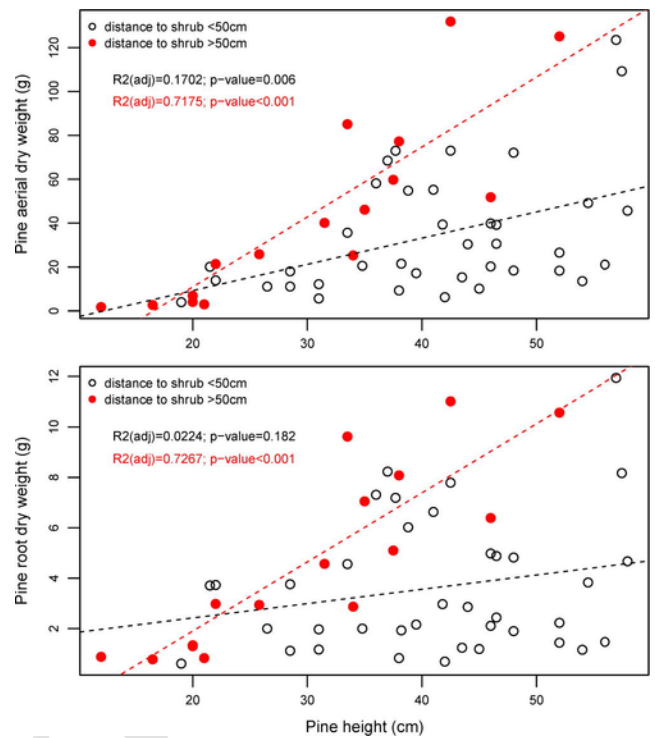 distance to shrub <50cm
distance to shrub >50cm
R2(adj)=0.1702; p-value=0.006
R2(adj)=0.7175; p-value<0.001
Pine aerial dry weight (g)
120
100
80
60
40
20
0
20 30 40 50
distance to shrub <50cm
distance to shrub >50cm
R2(adj)=0.0224; p-value=0.182
R2(adj)=0.7267; p-value<0.001
Pine root dry weight (g)
12
10
8
6
4
2
20 30 40 50
Pine height (cm)